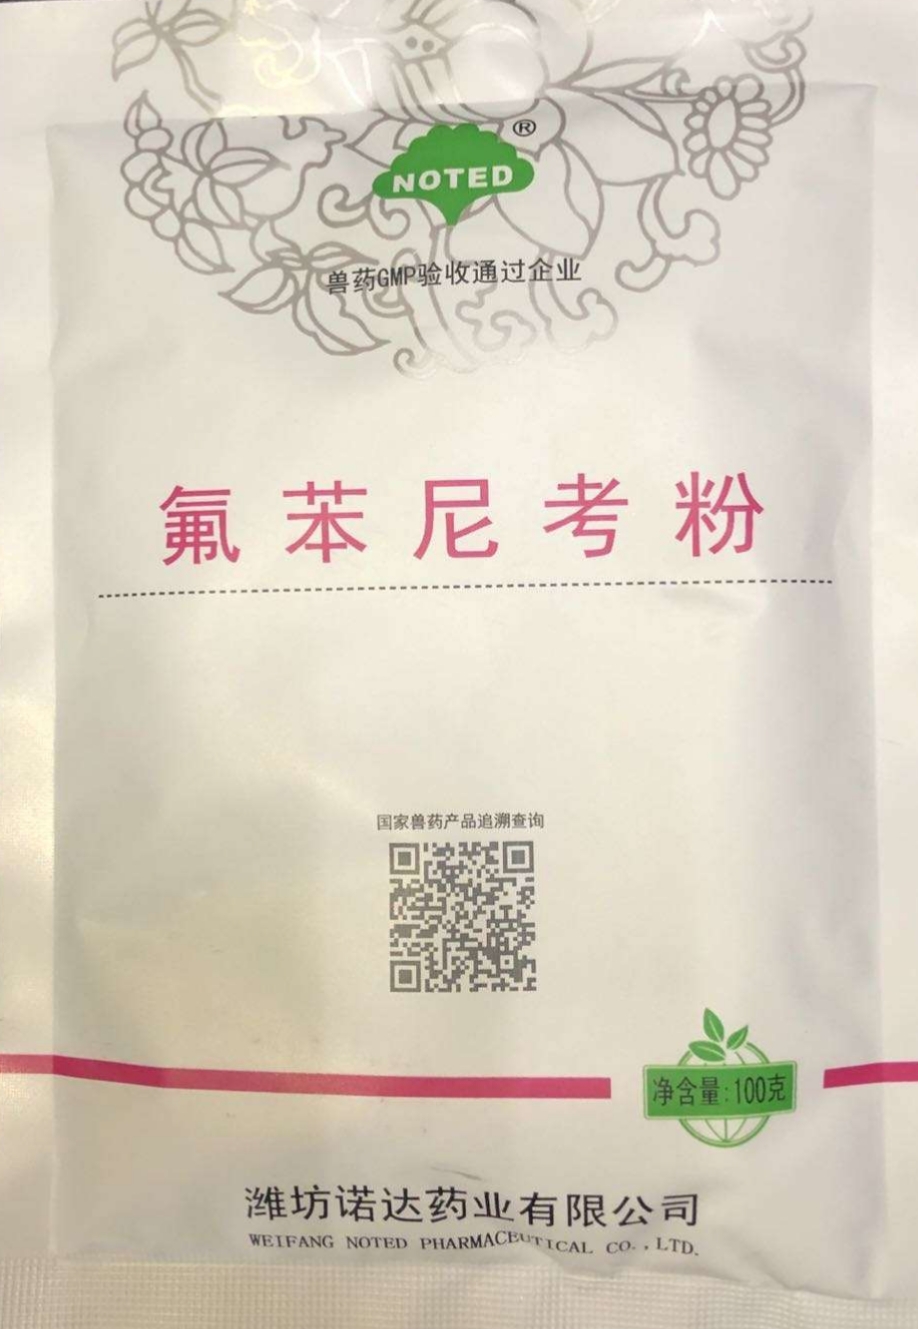 NOTED®
兽药GMP验收通过企业
氟苯尼考粉
国家兽药产品追溯查询
净含量:100克
潍坊诺达药业有限公司
WEIFANG NOTED PHARMACEUTICAL CO.,LTD.